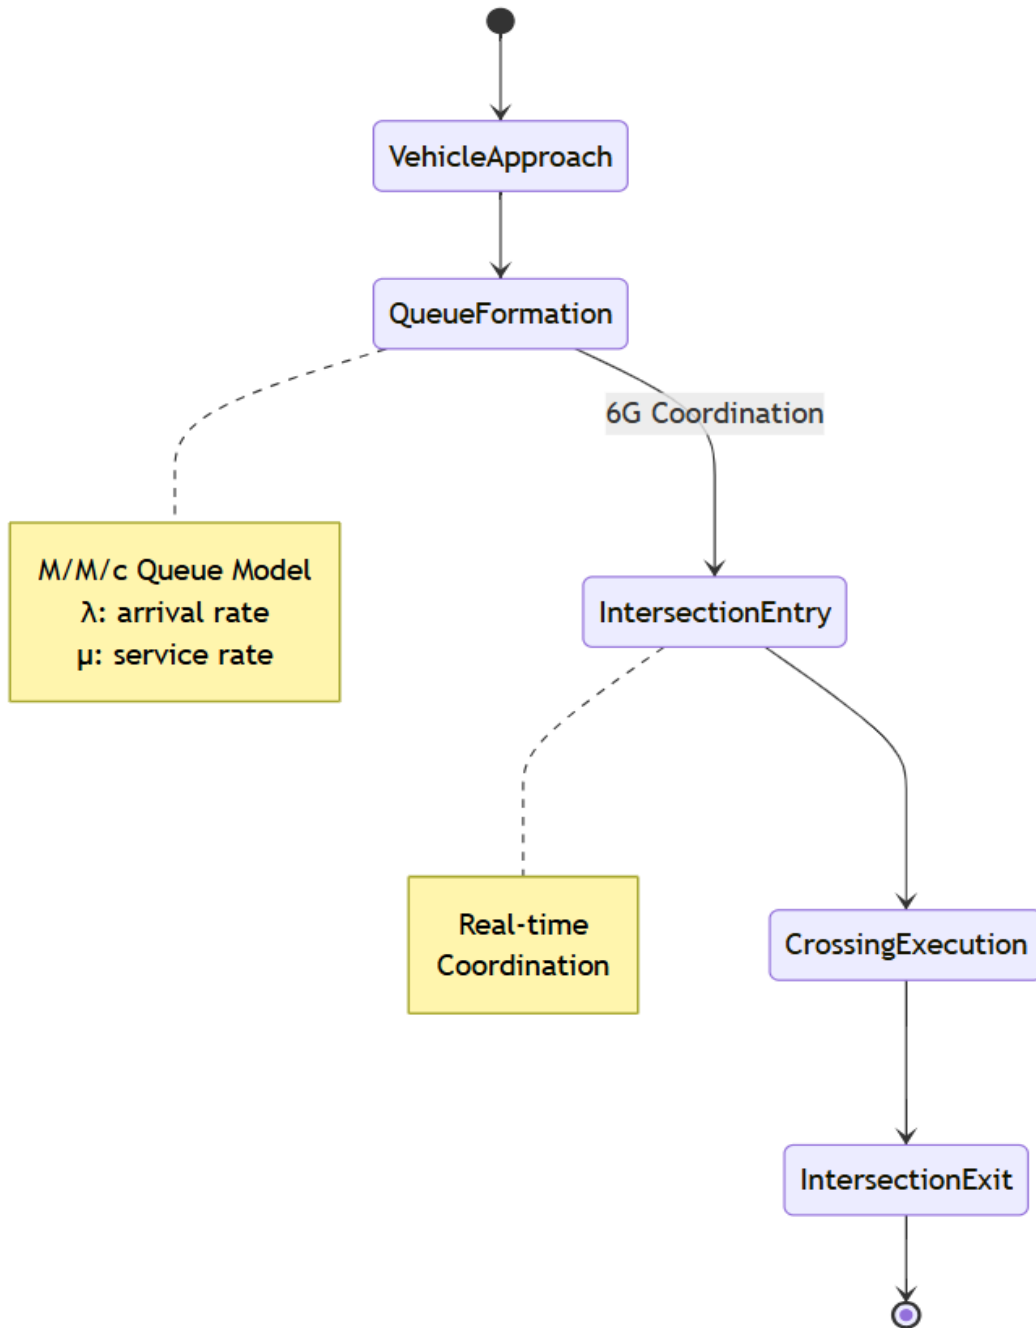 VehicleApproach
QueueFormation
6G Coordination
M/M/c Queue Model
λ: arrival rate
μ: service rate
IntersectionEntry
Real-time
Coordination
CrossingExecution
IntersectionExit